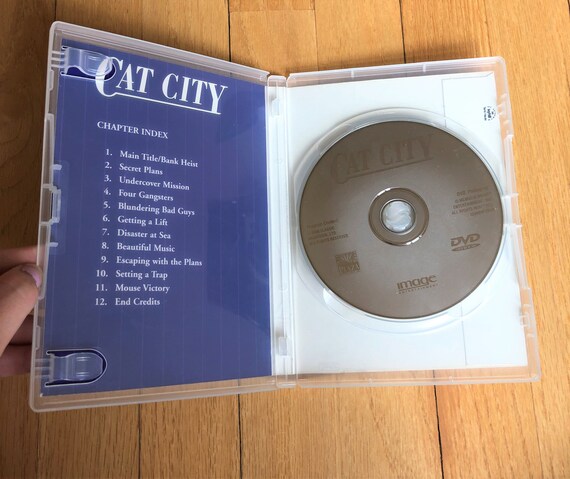 CAT CITY
CHAPTER INDEX
1. Main Title/Bank Heist
2. Secret Plans
3. Undercover Mission
4. Four Gangsters
5. Blundering Bad Guys
6. Getting a Lift
7. Disaster at Sea
8. Beautiful Music
9. Escaping with the Plans
10. Setting a Trap
11. Mouse Victory
12. End Credits
CAT CITY
DVD
VIDEO
image
ENTERTAINMENT